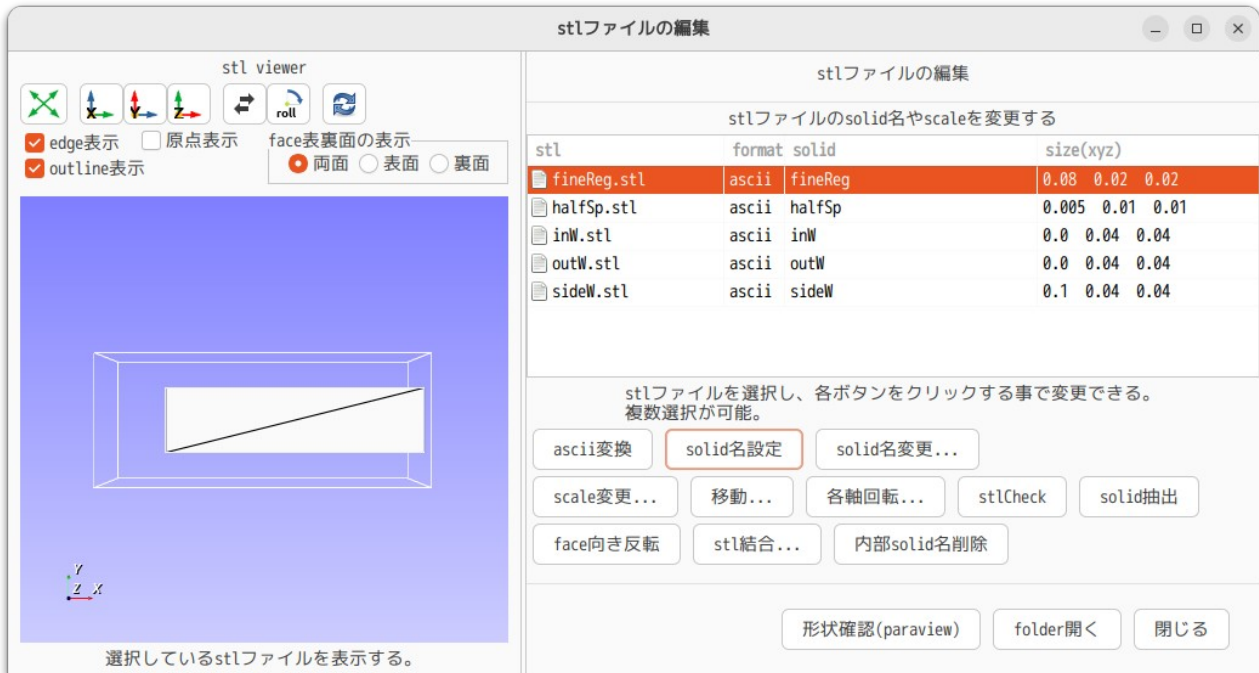 stlファイルの編集
stl viewer
X Y Z roll
edge表示 原点表示
outline表示
face表裏面の表示
両面 表面 裏面
Y
Z X
選択しているstlファイルを表示する。
stlファイルの編集
stlファイルのsolid名やscaleを変更する
stl format solid size(xyz)
fineReg.stl ascii fineReg 0.08 0.02 0.02
halfSp.stl ascii halfSp 0.005 0.01 0.01
inW.stl ascii inW 0.0 0.04 0.04
outW.stl ascii outW 0.0 0.04 0.04
sideW.stl ascii sideW 0.1 0.04 0.04
stlファイルを選択し、各ボタンをクリックする事で変更できる。
複数選択が可能。
ascii変換 solid名設定 solid名変更...
scale変更... 移動... 各軸回転... stlCheck solid抽出
face向き反転 stl結合... 内部solid名削除
形状確認(paraview) folder開く 閉じる